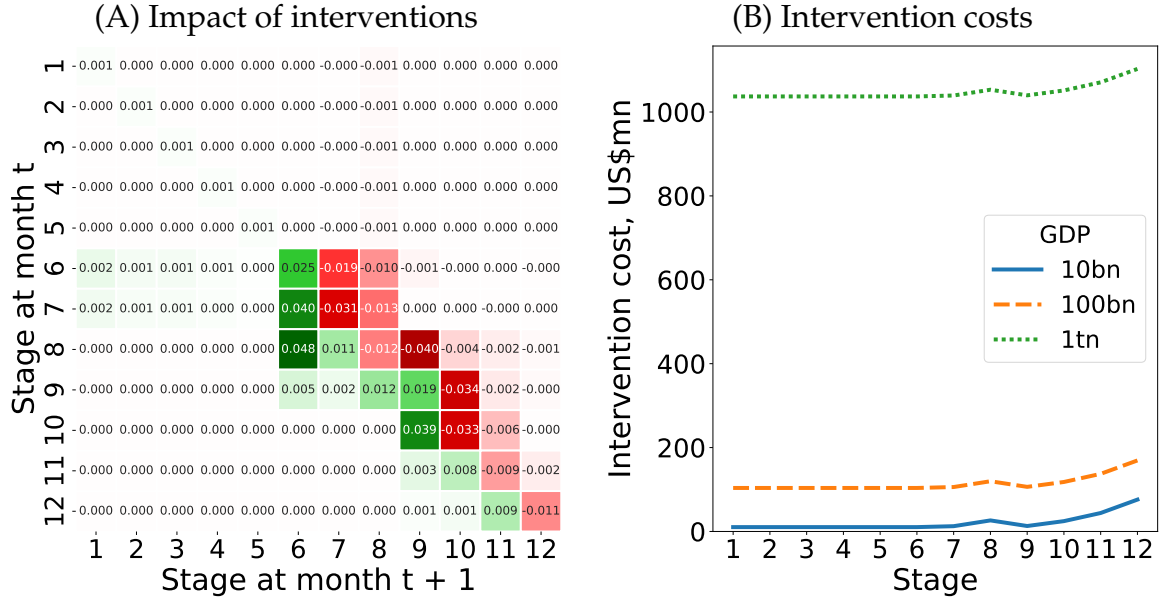 (A) Impact of interventions
Stage at month t
1 0.001 0.000 0.000 0.000 0.000 0.000 -0.000 -0.001 0.000 0.000 0.000 0.000
2 0.000 0.001 0.000 0.000 0.000 0.000 -0.000 -0.001 0.000 0.000 0.000 0.000
3 0.000 0.000 0.001 0.000 0.000 0.000 -0.000 -0.001 0.000 0.000 0.000 0.000
4 0.000 0.000 0.000 0.001 0.000 0.000 -0.000 -0.001 0.000 0.000 0.000 0.000
5 0.000 0.000 0.000 0.000 0.001 0.000 -0.000 -0.001 0.000 0.000 0.000 0.000
6 0.002 0.001 0.001 0.001 0.000 0.025 -0.019 -0.010 -0.001 -0.000 -0.000 -0.000
7 0.002 0.001 0.001 0.000 0.000 0.040 -0.031 -0.013 0.000 -0.000 -0.000 -0.000
8 0.000 0.000 0.000 0.000 0.000 0.048 0.011 -0.012 -0.040 -0.004 -0.002 -0.001
9 0.000 0.000 0.000 0.000 0.000 0.005 0.002 0.012 0.019 -0.034 -0.002 -0.000
10 0.000 0.000 0.000 0.000 0.000 0.000 0.000 0.000 0.039 -0.033 -0.006 -0.000
11 0.000 0.000 0.000 0.000 0.000 0.000 0.000 0.000 0.003 0.008 -0.009 -0.002
12 0.000 0.000 0.000 0.000 0.000 0.000 0.000 0.000 0.001 0.001 0.009 -0.011
1 2 3 4 5 6 7 8 9 10 11 12
Stage at month t + 1
(B) Intervention costs
Intervention cost, US$mn
1000
800
600
400
200
0
GDP
10bn
100bn
1tn
1 2 3 4 5 6 7 8 9 10 11 12
Stage